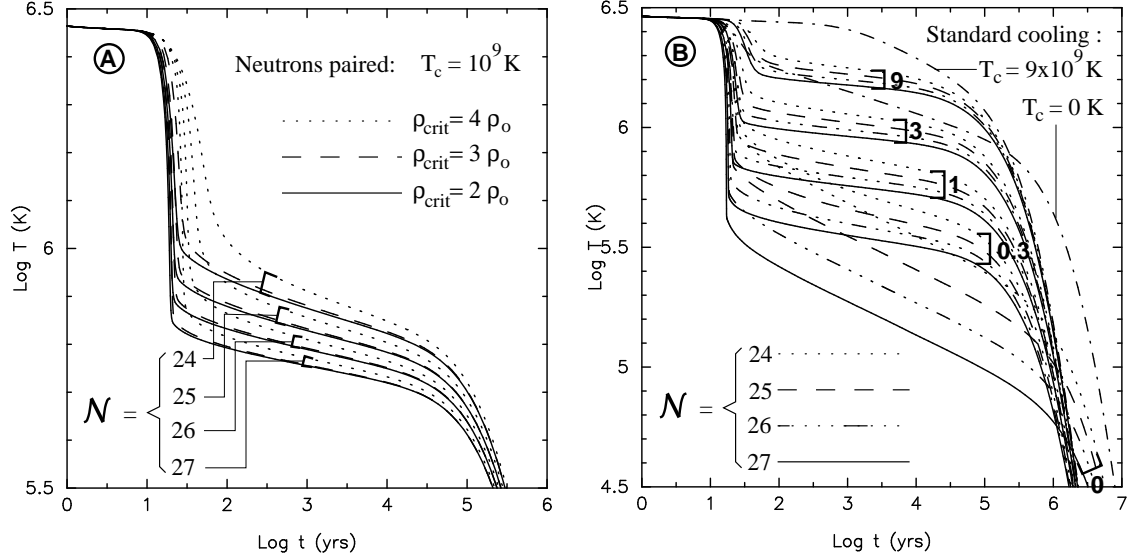 A
Neutrons paired: T_c = 10^9 K
ρ_crit = 4 ρ_o
ρ_crit = 3 ρ_o
ρ_crit = 2 ρ_o
6.5
6
5.5
Log T (K)
N =
24
25
26
27
0 1 2 3 4 5 6
Log t (yrs)
B
Standard cooling :
T_c = 9x10^9 K
T_c = 0 K
9
3
1
0.3
0
6.5
6
5.5
5
4.5
Log T (K)
N =
24
25
26
27
0 1 2 3 4 5 6 7
Log t (yrs)